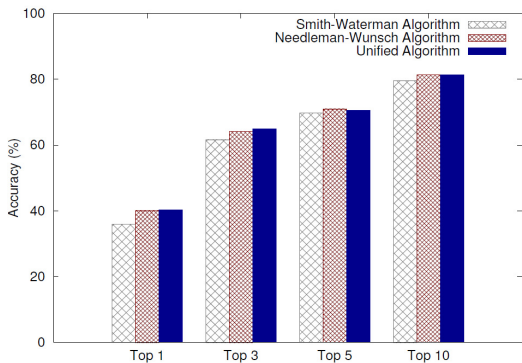 Smith-Waterman Algorithm
Needleman-Wunsch Algorithm
Unified Algorithm
100
80
60
40
20
0
Accuracy (%)
Top 1 Top 3 Top 5 Top 10